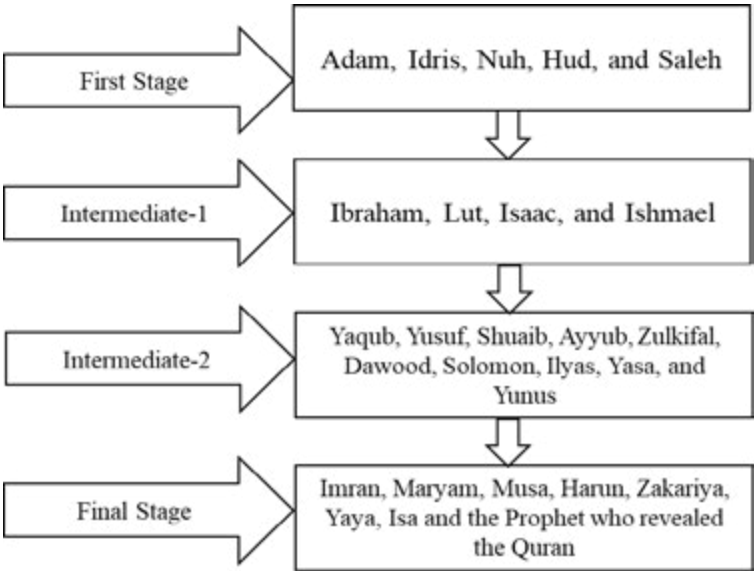 First Stage
Adam, Idris, Nuh, Hud, and Saleh
Intermediate-1
Ibraham, Lut, Isaac, and Ishmael
Intermediate-2
Yaqub, Yusuf, Shuaib, Ayyub, Zulkifal,
Dawood, Solomon, Ilyas, Yasa, and
Yunus
Final Stage
Imran, Maryam, Musa, Harun, Zakariya,
Yaya, Isa and the Prophet who revealed
the Quran